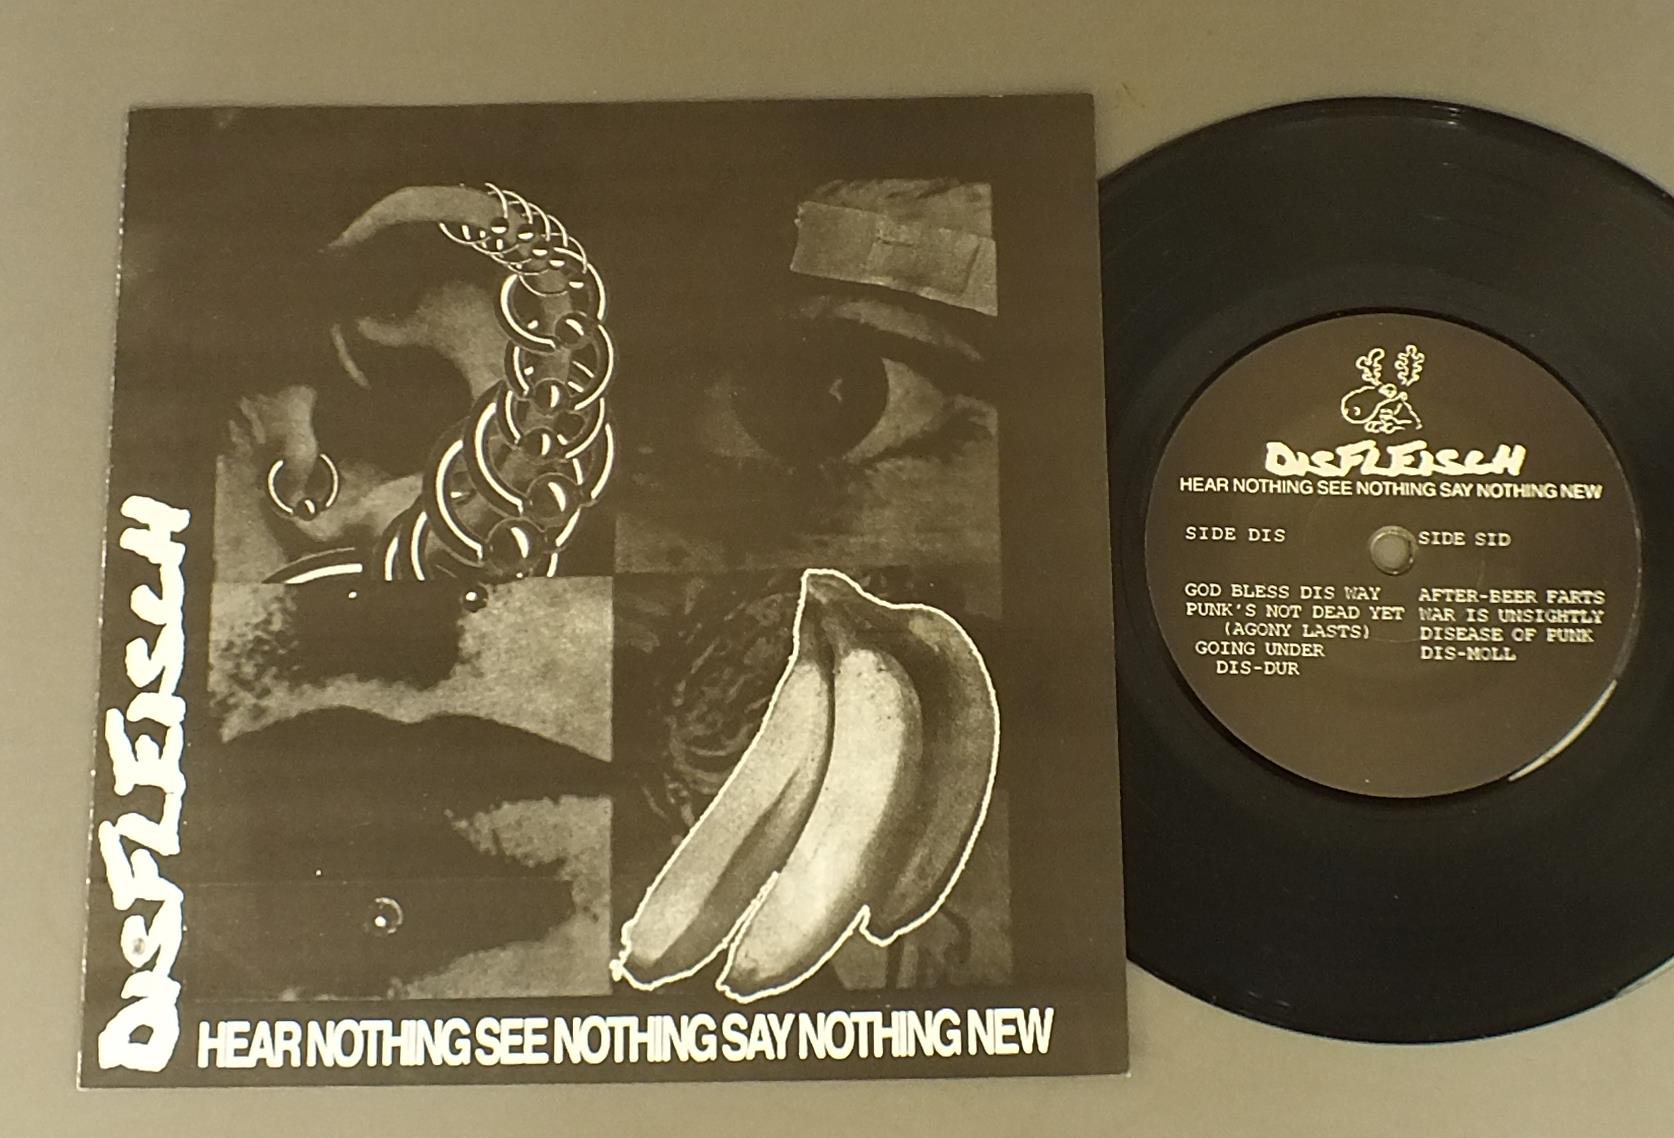 DISFLEISCH
HEAR NOTHING SEE NOTHING SAY NOTHING NEW
DISFLEISCH
HEAR NOTHING SEE NOTHING SAY NOTHING NEW
SIDE DIS
GOD BLESS DIS WAY
PUNK'S NOT DEAD YET
(AGONY LASTS)
GOING UNDER
DIS-DUR
SIDE SID
AFTER-BEER FARTS
WAR IS UNSIGHTLY
DISEASE OF PUNK
DIS-MOLL